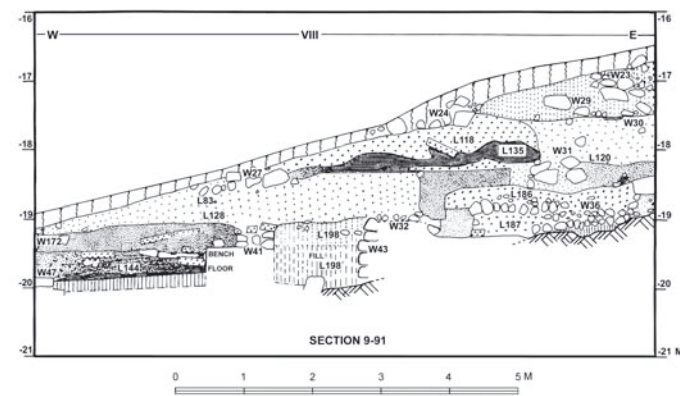 -16 -16
W VIII E
-17 W23 -17
W29
W24
W30
L118
-18 L135 W31 -18
L120
W27
L83
L186
W36
-19 L128 -19
W32
L187
W172 L198
W41 W43
BENCH FILL
W47 L144 FLOOR L198
-20 -20
SECTION 9-91
-21 -21 M
0 1 2 3 4 5 M